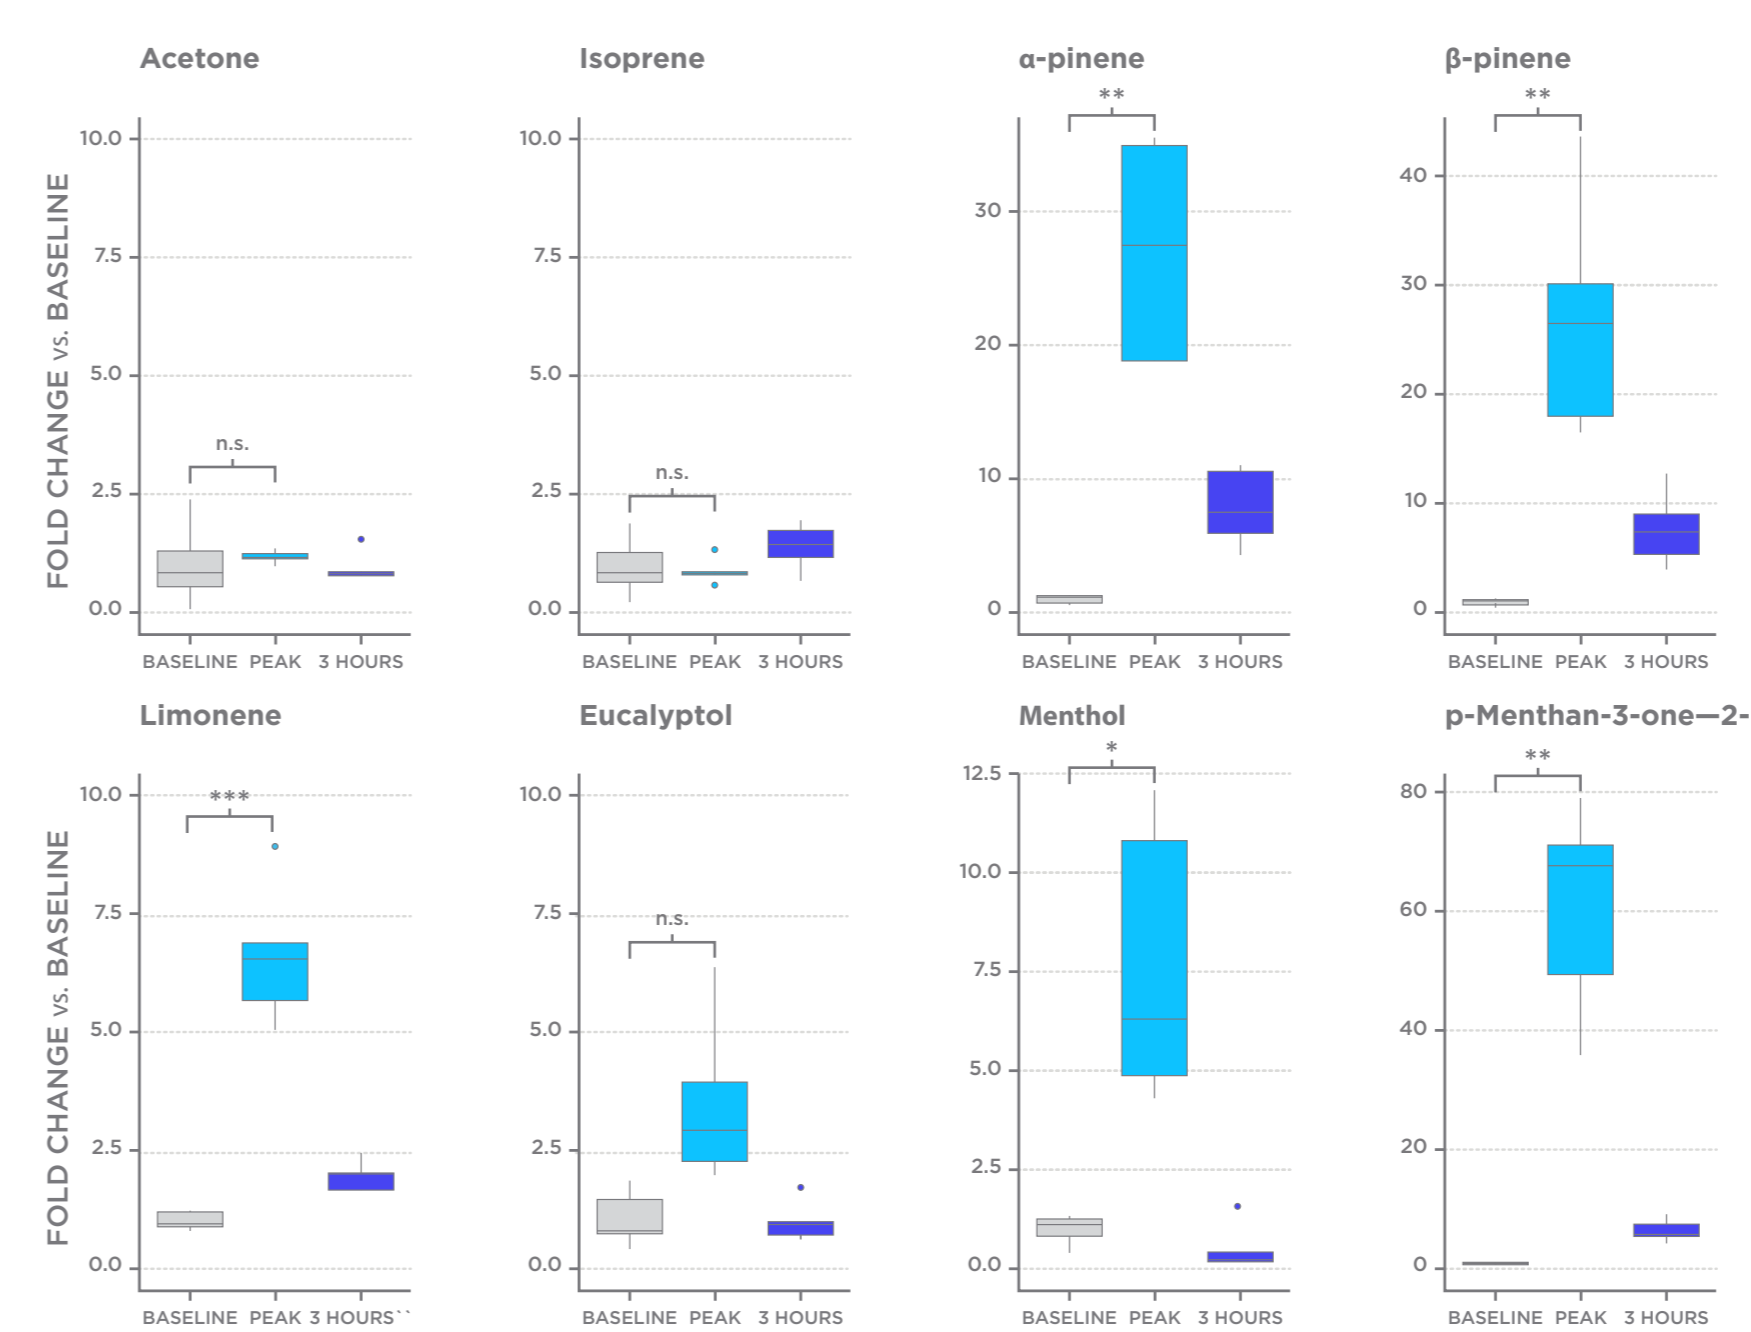 Acetone
Isoprene
α-pinene
β-pinene
FOLD CHANGE vs. BASELINE
10.0
7.5
5.0
2.5
0.0
n.s.
BASELINE PEAK 3 HOURS
10.0
7.5
5.0
2.5
0.0
n.s.
BASELINE PEAK 3 HOURS
**
30
20
10
0
BASELINE PEAK 3 HOURS
**
40
30
20
10
0
BASELINE PEAK 3 HOURS
Limonene
Eucalyptol
Menthol
p-Menthan-3-one—2-
FOLD CHANGE vs. BASELINE
10.0
7.5
5.0
2.5
0.0
***
BASELINE PEAK 3 HOURS``
10.0
7.5
5.0
2.5
0.0
n.s.
BASELINE PEAK 3 HOURS
*
12.5
10.0
7.5
5.0
2.5
0.0
BASELINE PEAK 3 HOURS
**
80
60
40
20
0
BASELINE PEAK 3 HOURS